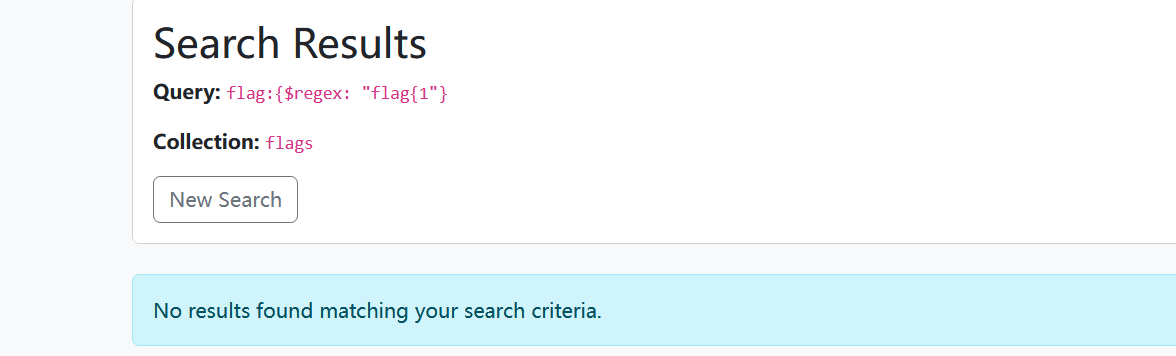 Search Results
Query: flag:{$regex: "flag{1"}
Collection: flags
New Search
No results found matching your search criteria.